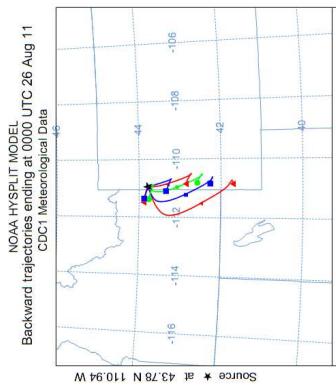 NOAA HYSPLIT MODEL
Backward trajectories ending at 0000 UTC 26 Aug 11
CDC1 Meteorological Data
Source ★ at 43.78 N 110.94 W
46
44
42
40
-106
-108
-110
-112
-114
-116